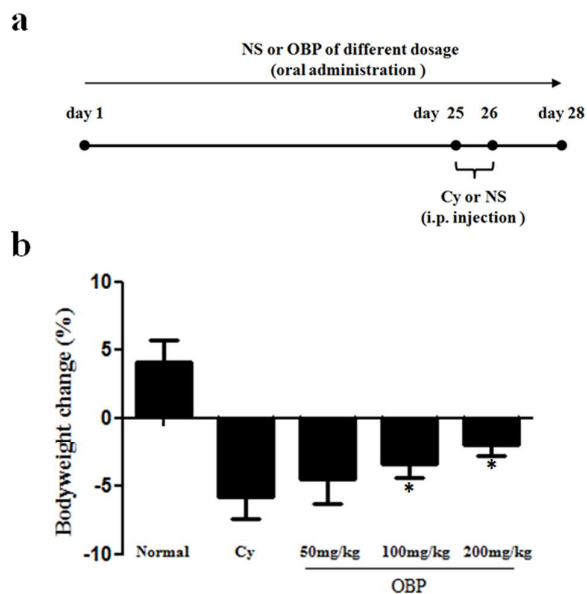 a
NS or OBP of different dosage
(oral administration )
day 1
day 25
26
day 28
Cy or NS
(i.p. injection )
b
Bodyweight change (%)
10
5
0
-5
-10
* *
Normal Cy 50mg/kg 100mg/kg 200mg/kg
OBP